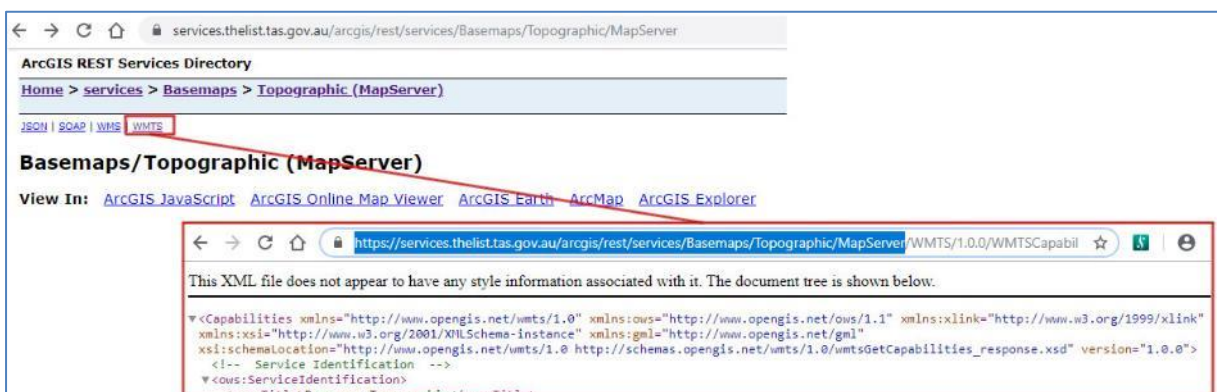 services.thelist.tas.gov.au/arcgis/rest/services/Basemaps/Topographic/MapServer
ArcGIS REST Services Directory
Home > services > Basemaps > Topographic (MapServer)
JSON | SOAP | WMS | WMTS
Basemaps/Topographic (MapServer)
View In: ArcGIS JavaScript ArcGIS Online Map Viewer ArcGIS Earth ArcMap ArcGIS Explorer
https://services.thelist.tas.gov.au/arcgis/rest/services/Basemaps/Topographic/MapServer/WMTS/1.0.0/WMTSCapabil
This XML file does not appear to have any style information associated with it. The document tree is shown below.
▼<Capabilities xmlns="http://www.opengis.net/wmts/1.0" xmlns:ows="http://www.opengis.net/ows/1.1" xmlns:xlink="http://www.w3.org/1999/xlink"
xmlns:xsi="http://www.w3.org/2001/XMLSchema-instance" xmlns:gml="http://www.opengis.net/gml"
xsi:schemaLocation="http://www.opengis.net/wmts/1.0 http://schemas.opengis.net/wmts/1.0/wmtsGetCapabilities_response.xsd" version="1.0.0">
<!-- Service Identification -->
▼<ows:ServiceIdentification>